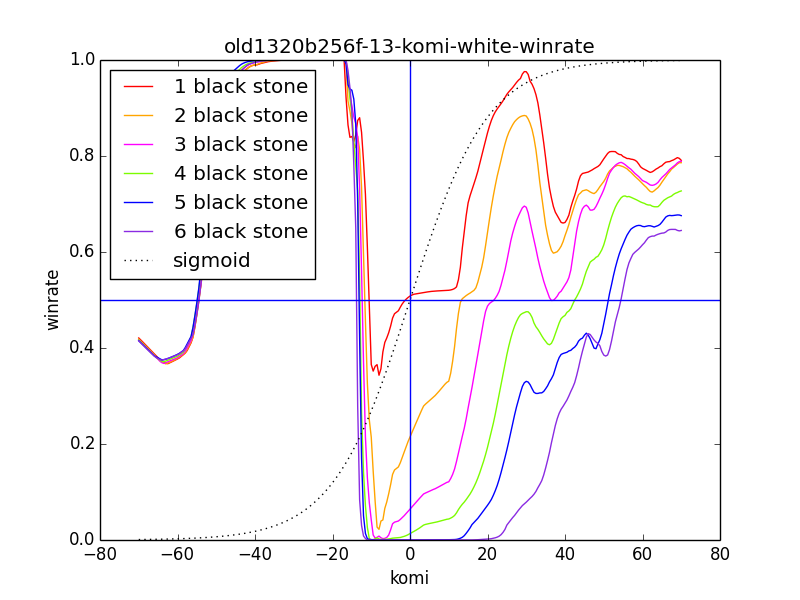 old1320b256f-13-komi-white-winrate
1.0
0.8
0.6
0.4
0.2
0.0
winrate
1 black stone
2 black stone
3 black stone
4 black stone
5 black stone
6 black stone
sigmoid
−80 −60 −40 −20 0 20 40 60 80
komi